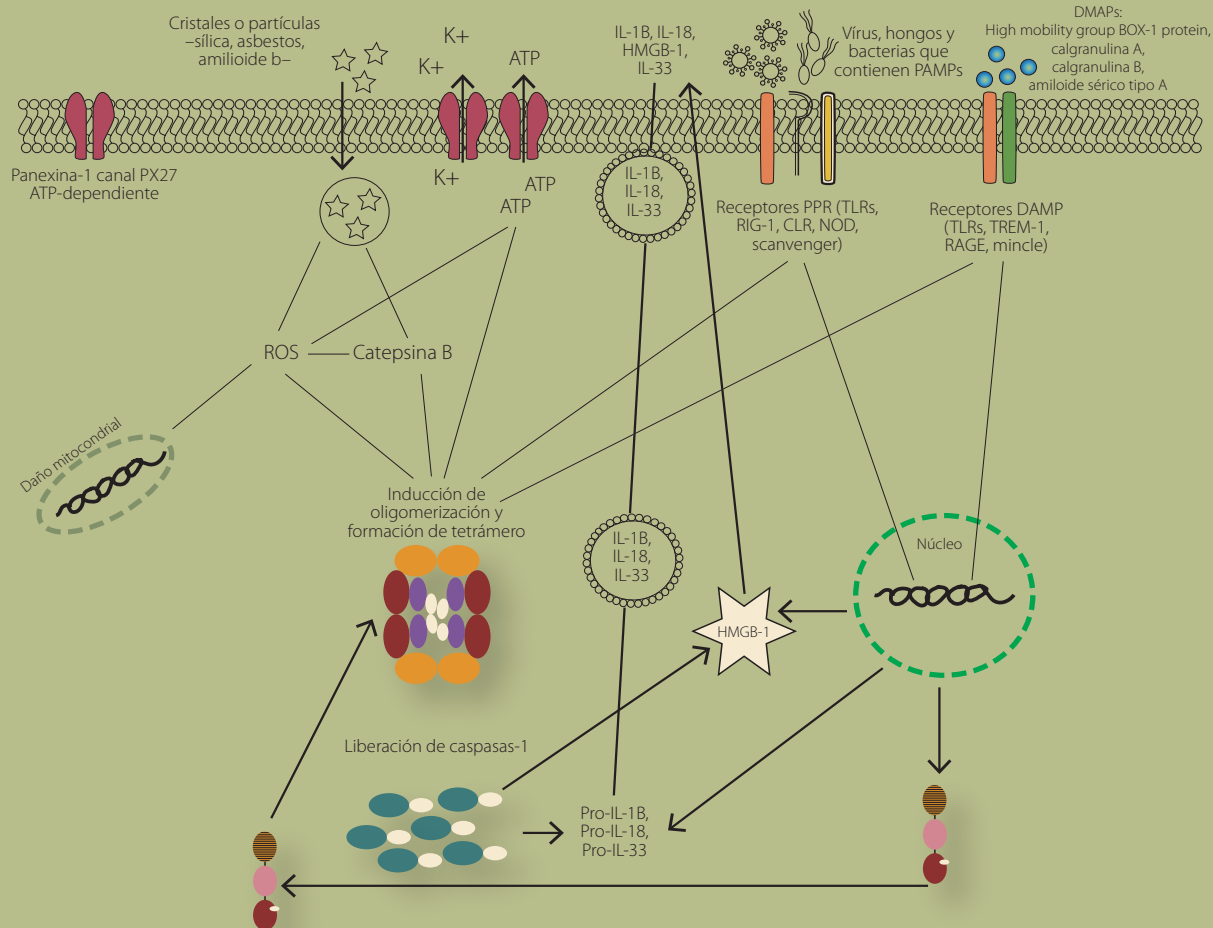 Cristales o partículas
–sílica, asbestos,
amilioide b–
K+
K+
ATP
IL-1B, IL-18,
HMGB-1,
IL-33
Vírus, hongos y
bacterias que
contienen PAMPs
DMAPs:
High mobility group BOX-1 protein,
calgranulina A,
calgranulina B,
amiloide sérico tipo A
Panexina-1 canal PX27
ATP-dependiente
K+
ATP
ATP
IL-1B,
IL-18,
IL-33
Receptores PPR (TLRs,
RIG-1, CLR, NOD,
scanvenger)
Receptores DAMP
(TLRs, TREM-1,
RAGE, mincle)
ROS
Catepsina B
Daño mitocondrial
Inducción de
oligomerización y
formación de tetrámero
IL-1B,
IL-18,
IL-33
Núcleo
HMGB-1
Liberación de caspasas-1
Pro-IL-1B,
Pro-IL-18,
Pro-IL-33